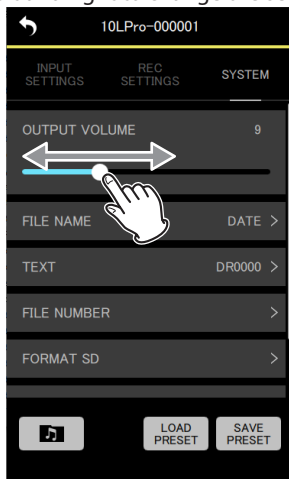 10LPro-000001
INPUT SETTINGS
REC SETTINGS
SYSTEM
OUTPUT VOLUME 9
FILE NAME DATE >
TEXT DR0000 >
FILE NUMBER >
FORMAT SD >
LOAD PRESET
SAVE PRESET